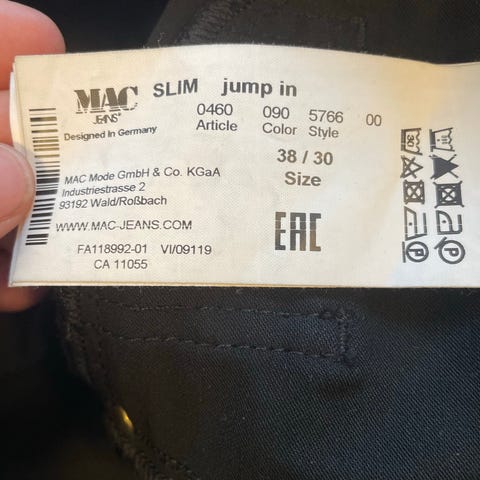 MAC
JEANS
SLIM jump in
Designed in Germany
0460 090 5766 00
Article Color Style
38 / 30
Size
MAC Mode GmbH & Co. KGaA
Industriestrasse 2
93192 Wald/Roßbach
WWW.MAC-JEANS.COM
FA118992-01 VI/09119
CA 11055
EAC